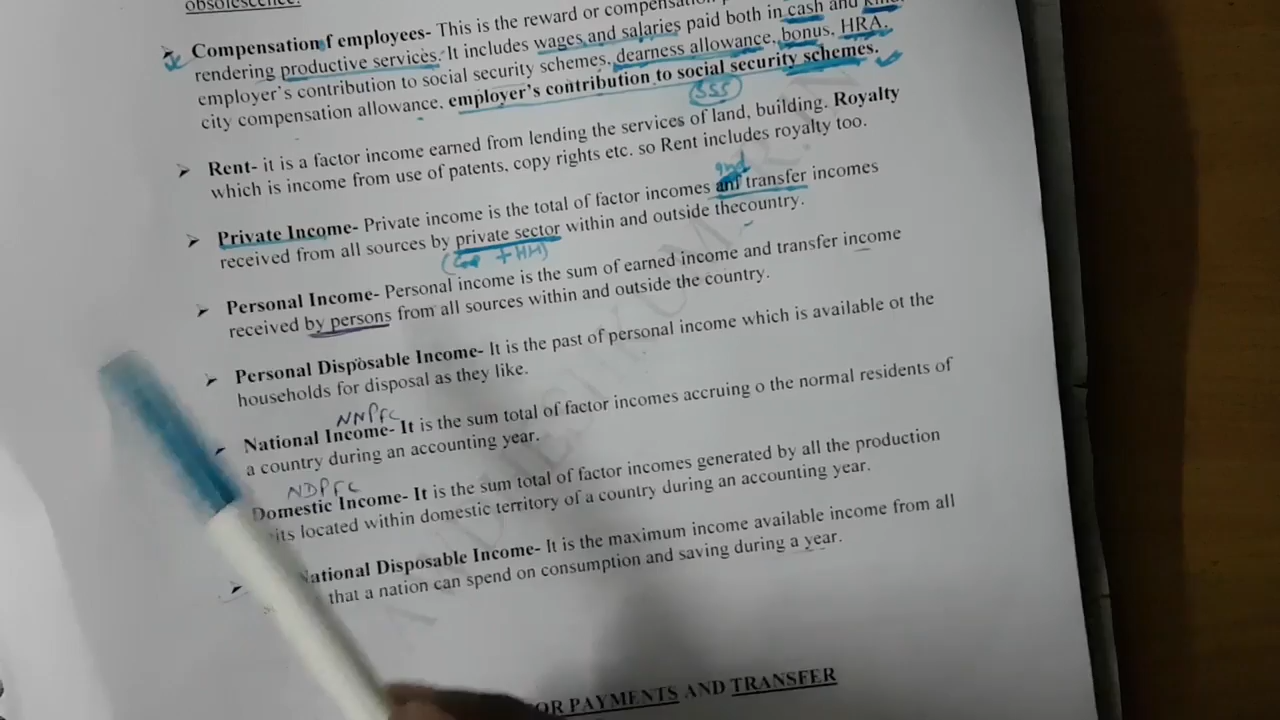 obsolescence.
Compensation of employees- This is the reward or compensation
rendering productive services. It includes wages and salaries paid both in cash and kind.
employer's contribution to social security schemes, dearness allowance, bonus, HRA,
city compensation allowance, employer's contribution to social security schemes.
SSS
Rent- it is a factor income earned from lending the services of land, building. Royalty
which is income from use of patents, copy rights etc. so Rent includes royalty too.
and
Private Income- Private income is the total of factor incomes anf transfer incomes
received from all sources by private sector within and outside thecountry.
+ HH)
Personal Income- Personal income is the sum of earned income and transfer income
received by persons from all sources within and outside the country.
Personal Disposable Income- It is the past of personal income which is available ot the
households for disposal as they like.
NNPFC
National Income- It is the sum total of factor incomes accruing o the normal residents of
a country during an accounting year.
NDPFC
Domestic Income- It is the sum total of factor incomes generated by all the production
its located within domestic territory of a country during an accounting year.
National Disposable Income- It is the maximum income available income from all
that a nation can spend on consumption and saving during a year.
OR PAYMENTS AND TRANSFER